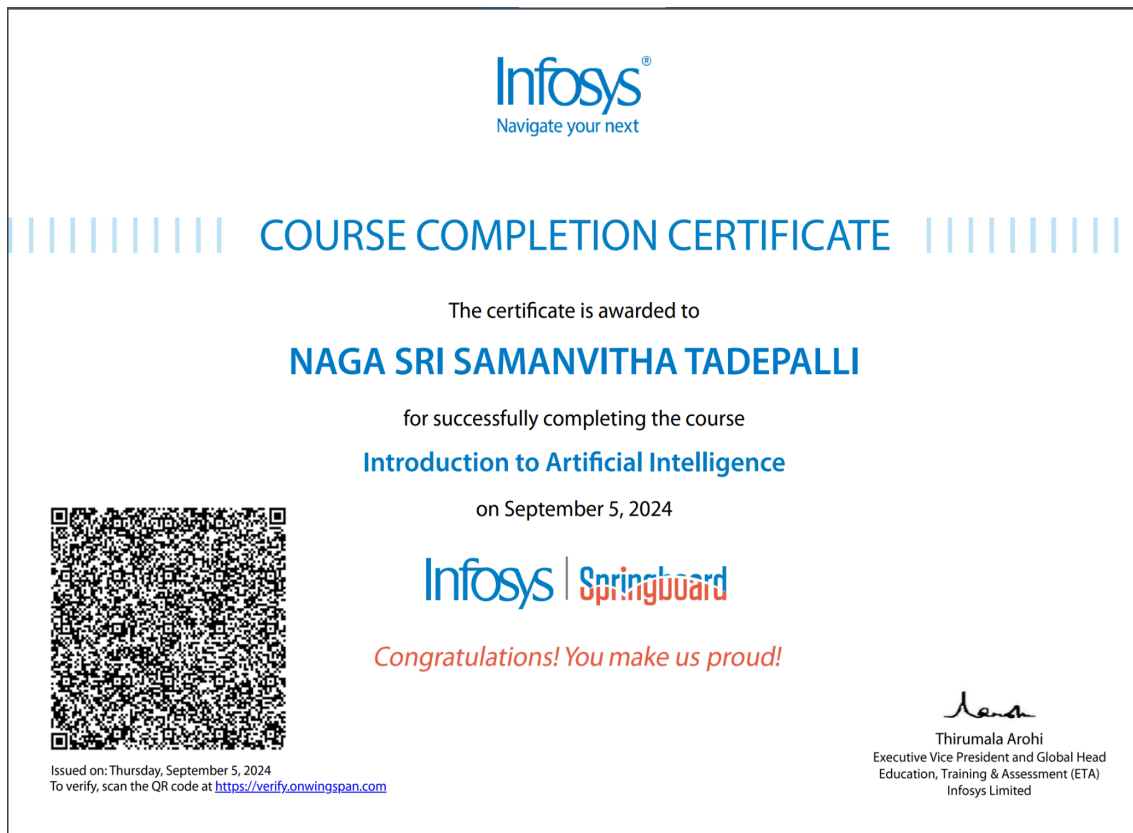 Infosys®
Navigate your next
COURSE COMPLETION CERTIFICATE
The certificate is awarded to
NAGA SRI SAMANVITHA TADEPALLI
for successfully completing the course
Introduction to Artificial Intelligence
on September 5, 2024
Infosys | Springboard
Congratulations! You make us proud!
Issued on: Thursday, September 5, 2024
To verify, scan the QR code at https://verify.onwingspan.com
Thirumala Arohi
Executive Vice President and Global Head
Education, Training & Assessment (ETA)
Infosys Limited